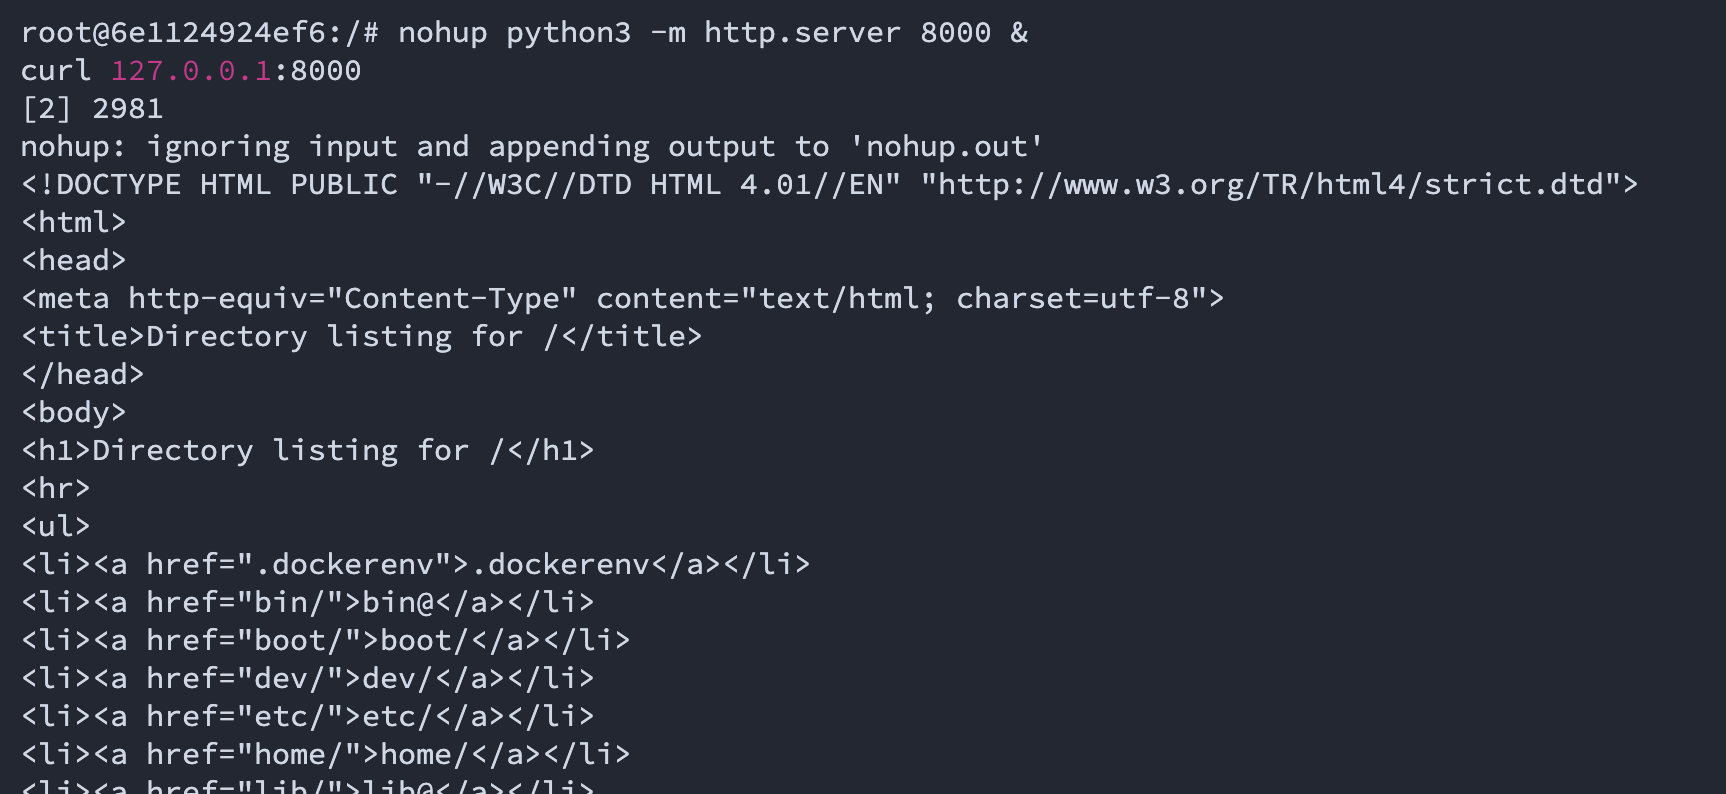 root@6e1124924ef6:/# nohup python3 -m http.server 8000 &
curl 127.0.0.1:8000
[2] 2981
nohup: ignoring input and appending output to 'nohup.out'
<!DOCTYPE HTML PUBLIC "-//W3C//DTD HTML 4.01//EN" "http://www.w3.org/TR/html4/strict.dtd">
<html>
<head>
<meta http-equiv="Content-Type" content="text/html; charset=utf-8">
<title>Directory listing for /</title>
</head>
<body>
<h1>Directory listing for /</h1>
<hr>
<ul>
<li><a href=".dockerenv">.dockerenv</a></li>
<li><a href="bin/">bin@</a></li>
<li><a href="boot/">boot/</a></li>
<li><a href="dev/">dev/</a></li>
<li><a href="etc/">etc/</a></li>
<li><a href="home/">home/</a></li>
<li><a href="lib/">lib@</a></li>